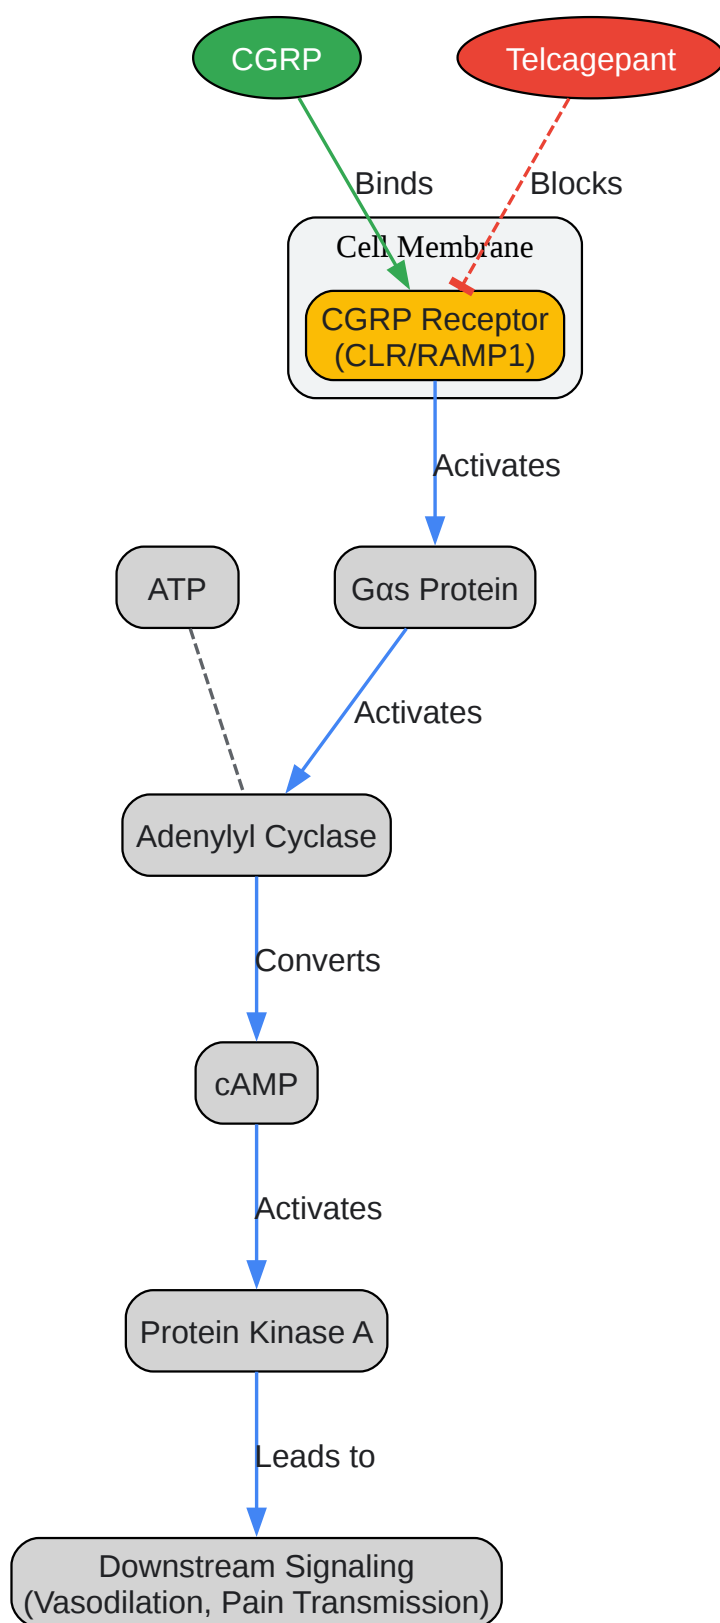 CGRP
Telcagepant
Binds
Blocks
Cell Membrane
CGRP Receptor
(CLR/RAMP1)
Activates
ATP
Gαs Protein
Activates
Adenylyl Cyclase
Converts
cAMP
Activates
Protein Kinase A
Leads to
Downstream Signaling
(Vasodilation, Pain Transmission)